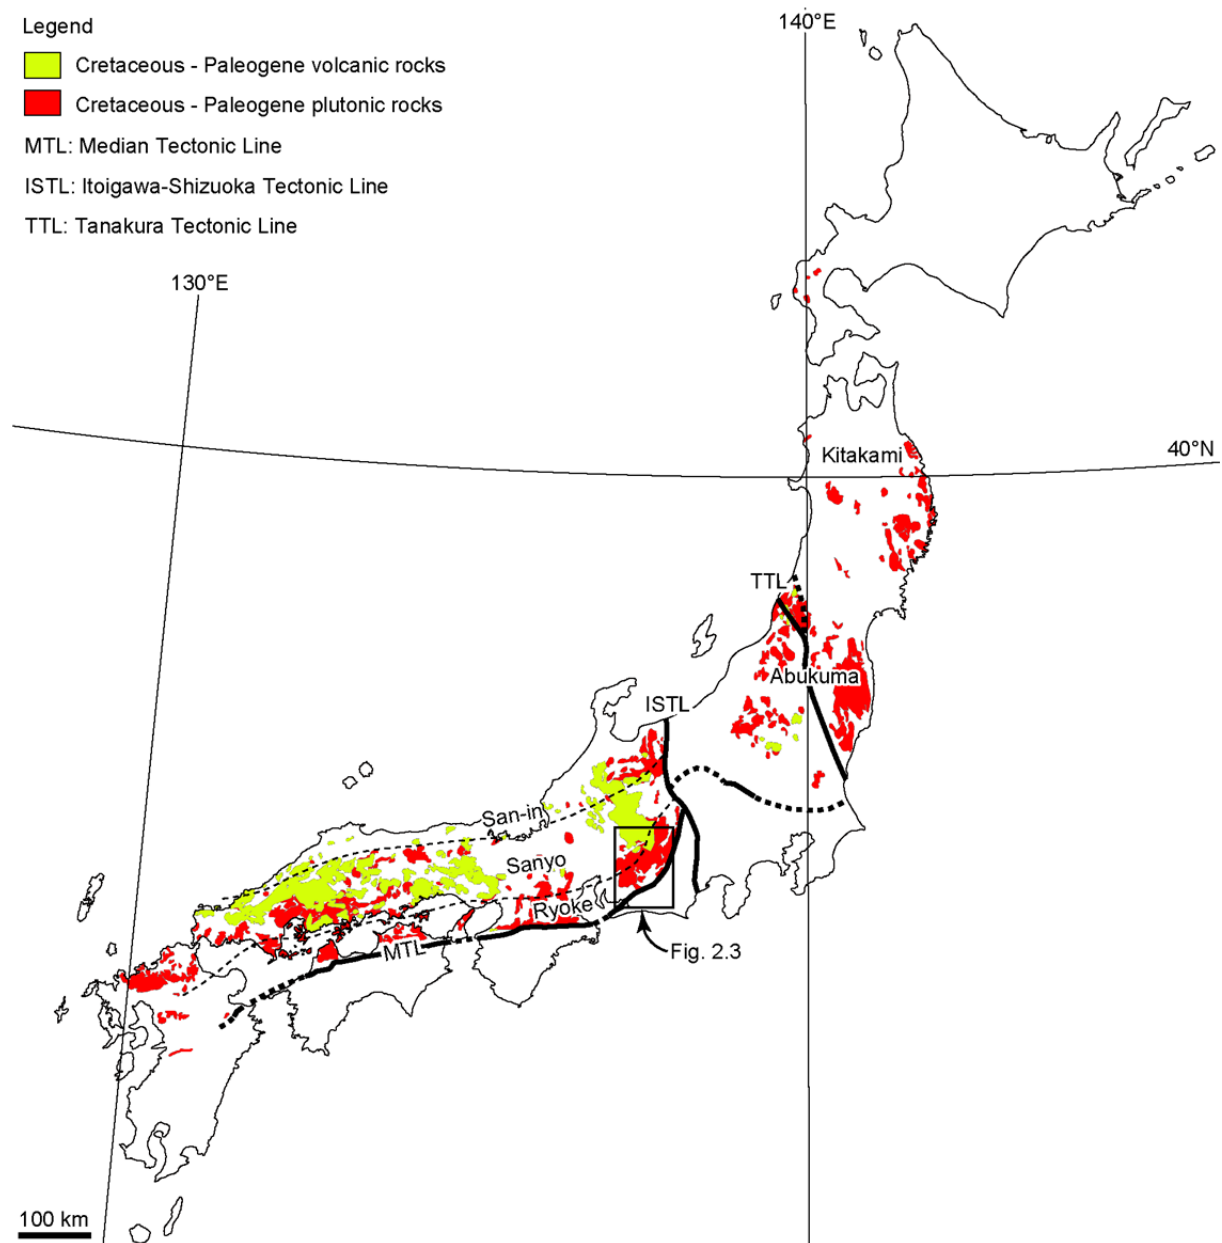 Legend
Cretaceous - Paleogene volcanic rocks
Cretaceous - Paleogene plutonic rocks
MTL: Median Tectonic Line
ISTL: Itoigawa-Shizuoka Tectonic Line
TTL: Tanakura Tectonic Line
140°E
130°E
Kitakami
40°N
TTL
Abukuma
ISTL
San-in
Sanyo
Ryoke
MTL
Fig. 2.3
100 km